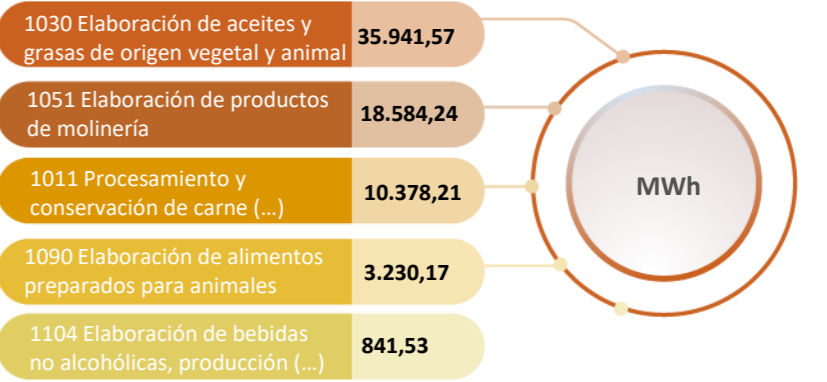 1030 Elaboración de aceites y
grasas de origen vegetal y animal
35.941,57
1051 Elaboración de productos
de molinería
18.584,24
1011 Procesamiento y
conservación de carne (...)
10.378,21
1090 Elaboración de alimentos
preparados para animales
3.230,17
1104 Elaboración de bebidas
no alcohólicas, producción (...)
841,53
MWh